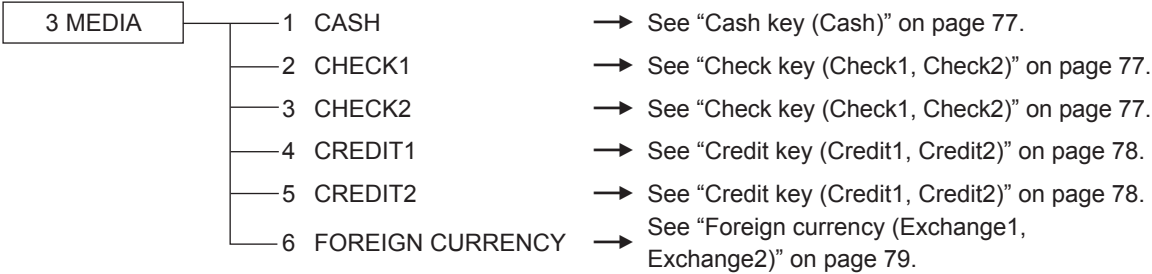 3 MEDIA
1 CASH See “Cash key (Cash)” on page 77.
2 CHECK1 See “Check key (Check1, Check2)” on page 77.
3 CHECK2 See “Check key (Check1, Check2)” on page 77.
4 CREDIT1 See “Credit key (Credit1, Credit2)” on page 78.
5 CREDIT2 See “Credit key (Credit1, Credit2)” on page 78.
6 FOREIGN CURRENCY See “Foreign currency (Exchange1,
Exchange2)” on page 79.